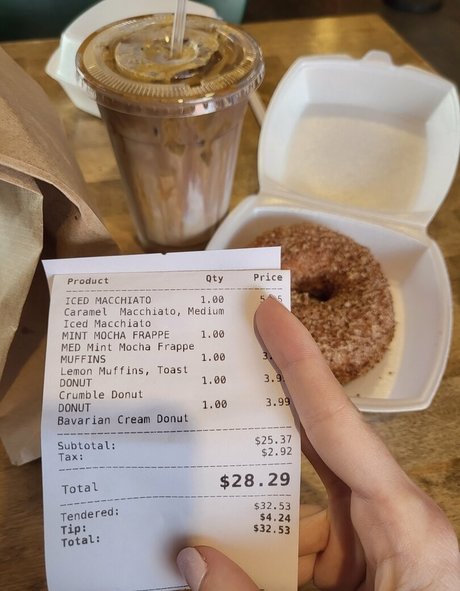 Product Qty Price
ICED MACCHIATO 1.00
Caramel Macchiato, Medium
Iced Macchiato
MINT MOCHA FRAPPE 1.00
MED Mint Mocha Frappe
MUFFINS 1.00
Lemon Muffins, Toast
DONUT 1.00
Crumble Donut
DONUT 1.00 3.99
Bavarian Cream Donut
Subtotal: $25.37
Tax: $2.92
Total $28.29
Tendered: $32.53
Tip: $4.24
Total: $32.53